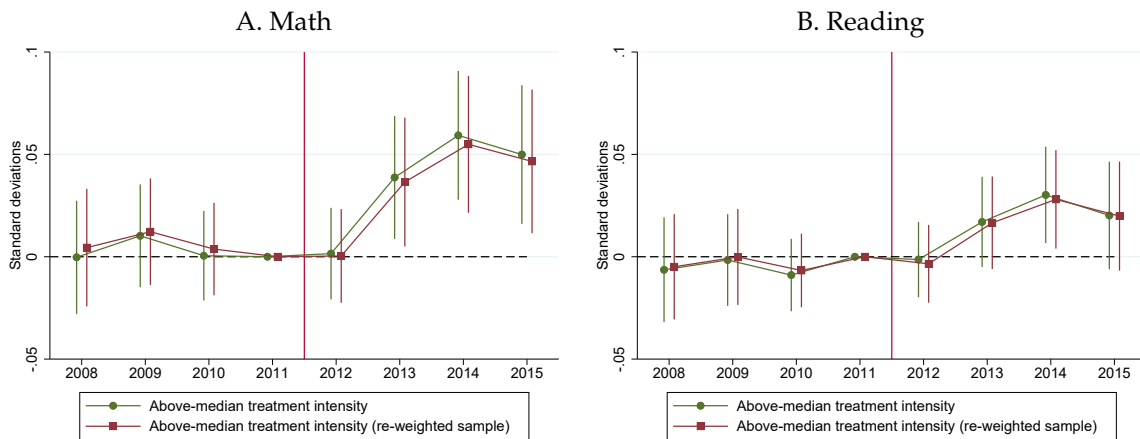 A. Math
Standard deviations
.1
.05
0
-.05
2008 2009 2010 2011 2012 2013 2014 2015
Above-median treatment intensity
Above-median treatment intensity (re-weighted sample)
B. Reading
Standard deviations
.1
.05
0
-.05
2008 2009 2010 2011 2012 2013 2014 2015
Above-median treatment intensity
Above-median treatment intensity (re-weighted sample)